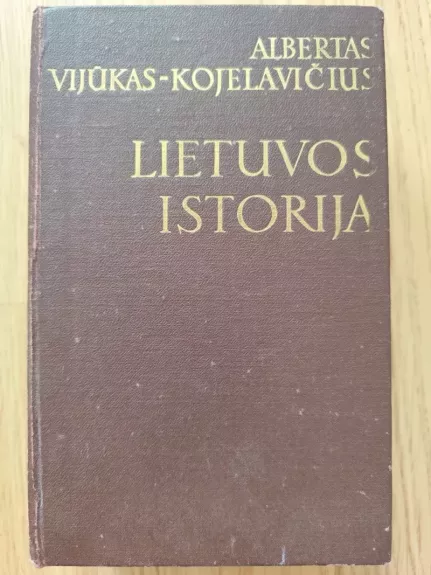 ALBERTAS
VIJŪKAS-KOJELAVIČIUS
LIETUVOS
ISTORIJA